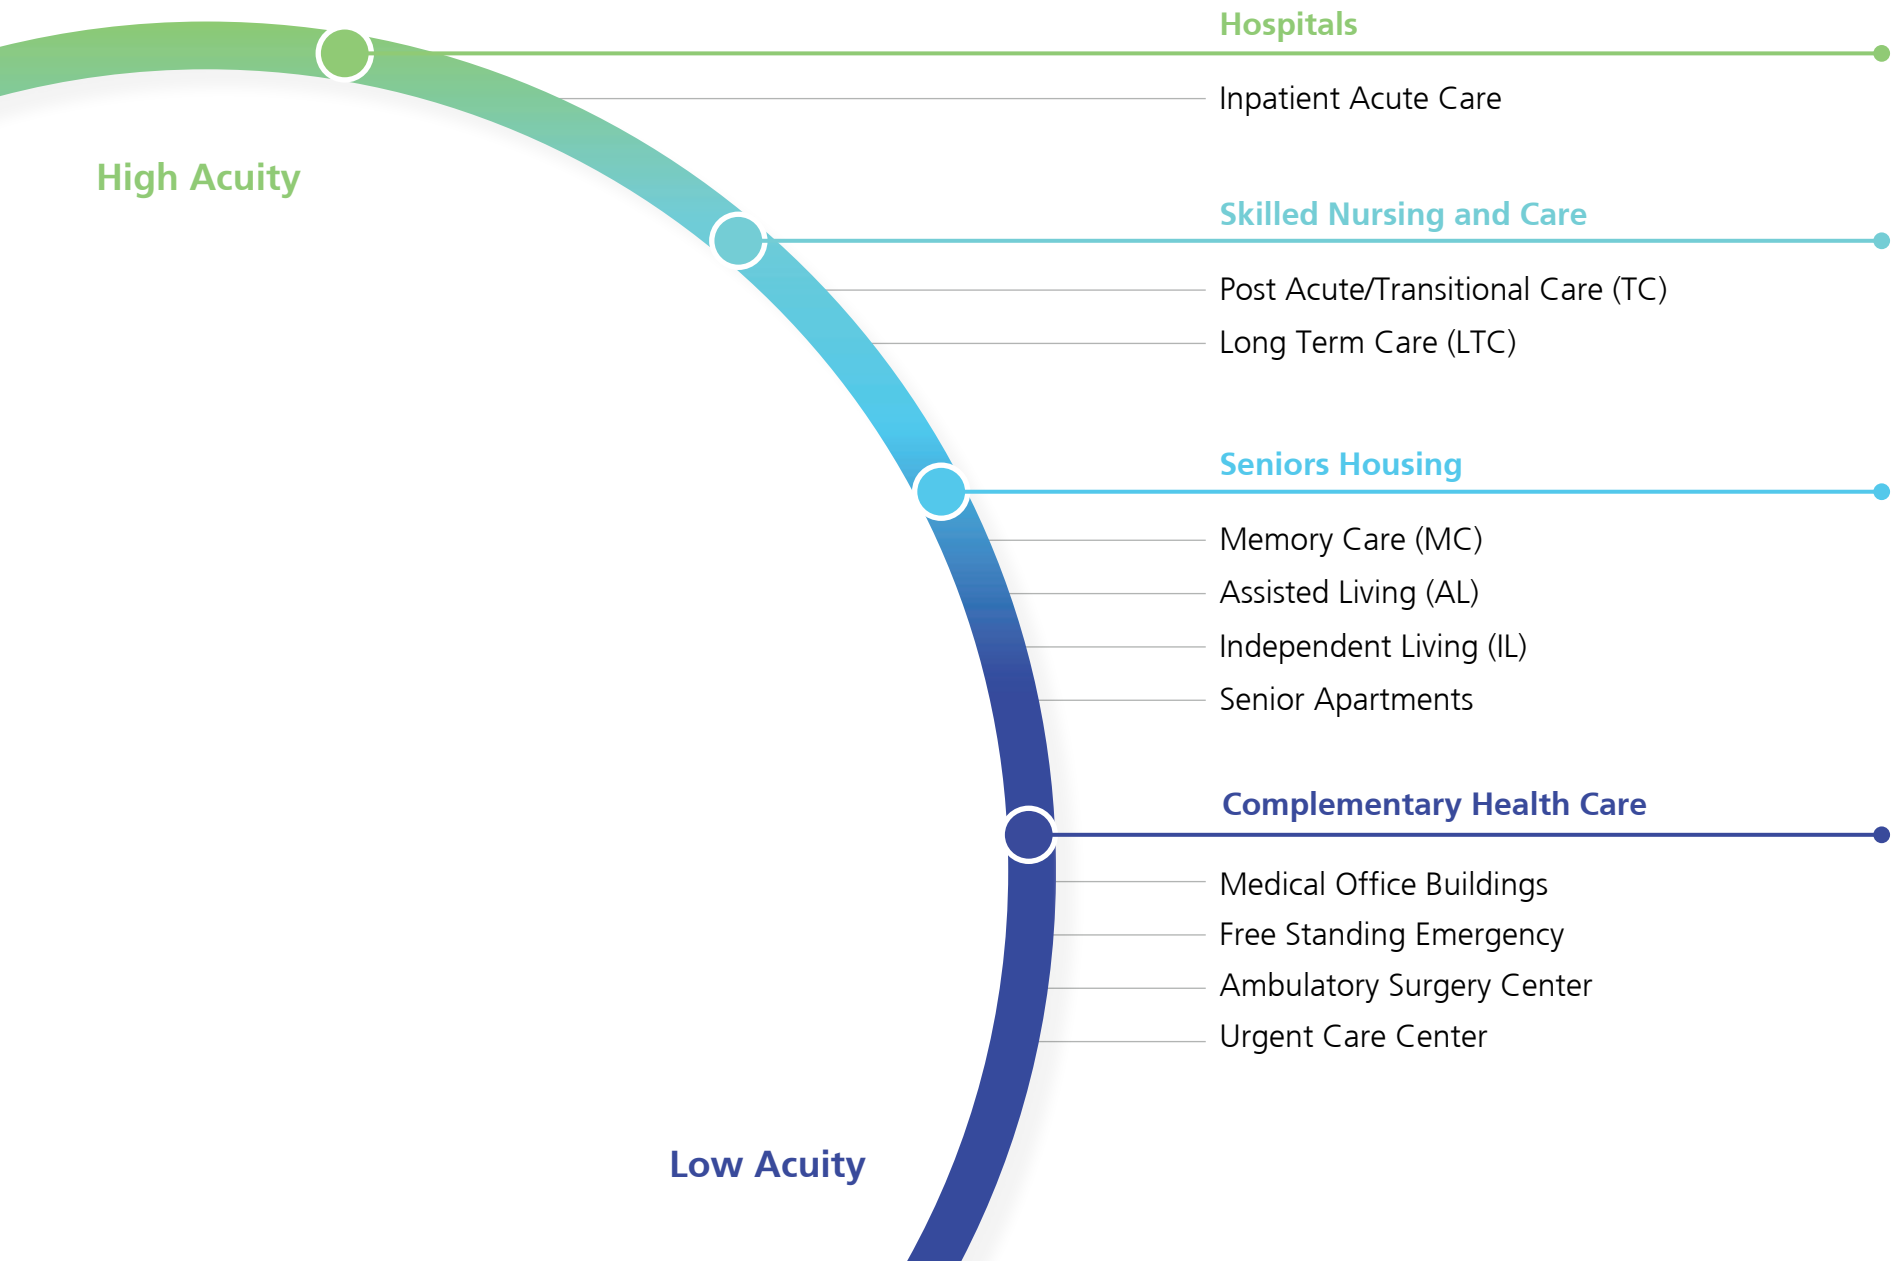 Hospitals
Inpatient Acute Care
High Acuity
Skilled Nursing and Care
Post Acute/Transitional Care (TC)
Long Term Care (LTC)
Seniors Housing
Memory Care (MC)
Assisted Living (AL)
Independent Living (IL)
Senior Apartments
Complementary Health Care
Medical Office Buildings
Free Standing Emergency
Ambulatory Surgery Center
Urgent Care Center
Low Acuity